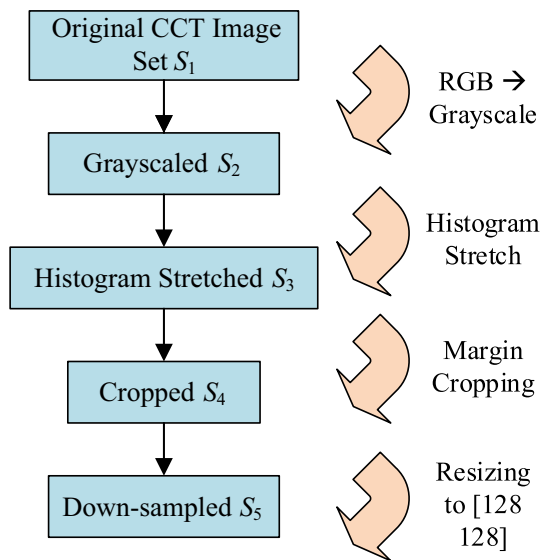 Original CCT Image
Set S₁
RGB →
Grayscale
Grayscaled S₂
Histogram
Stretch
Histogram Stretched S₃
Margin
Cropping
Cropped S₄
Resizing
to [128
128]
Down-sampled S₅